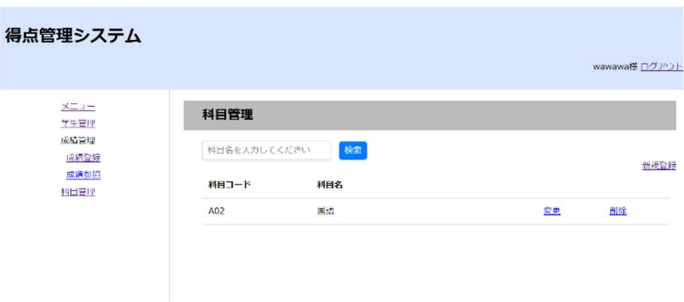 得点管理システム
wawawa様 ログアウト
メニュー
学生管理
成績管理
成績登録
成績参照
科目管理
科目管理
科目名を入力してください 検索
新規登録
科目コード 科目名
A02 変更 削除